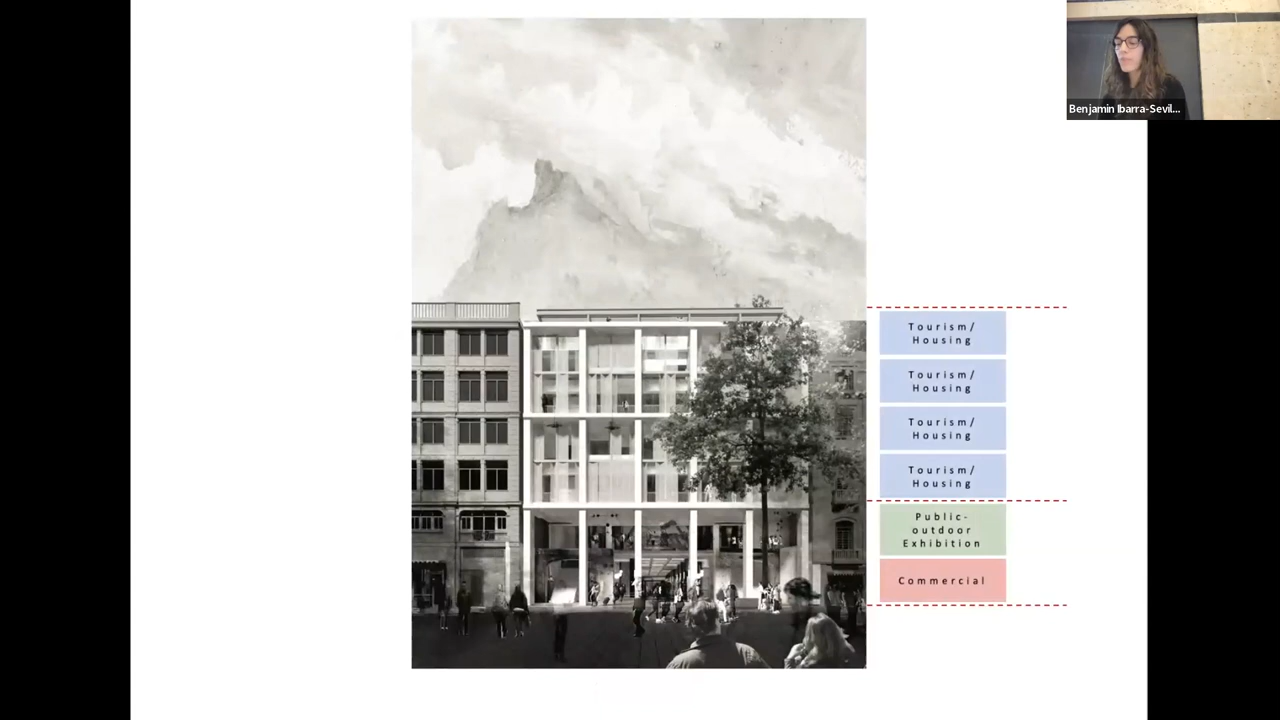 Benjamin Ibarra-Sevil...
Tourism/
Housing
Tourism/
Housing
Tourism/
Housing
Tourism/
Housing
Public-
outdoor
Exhibition
Commercial